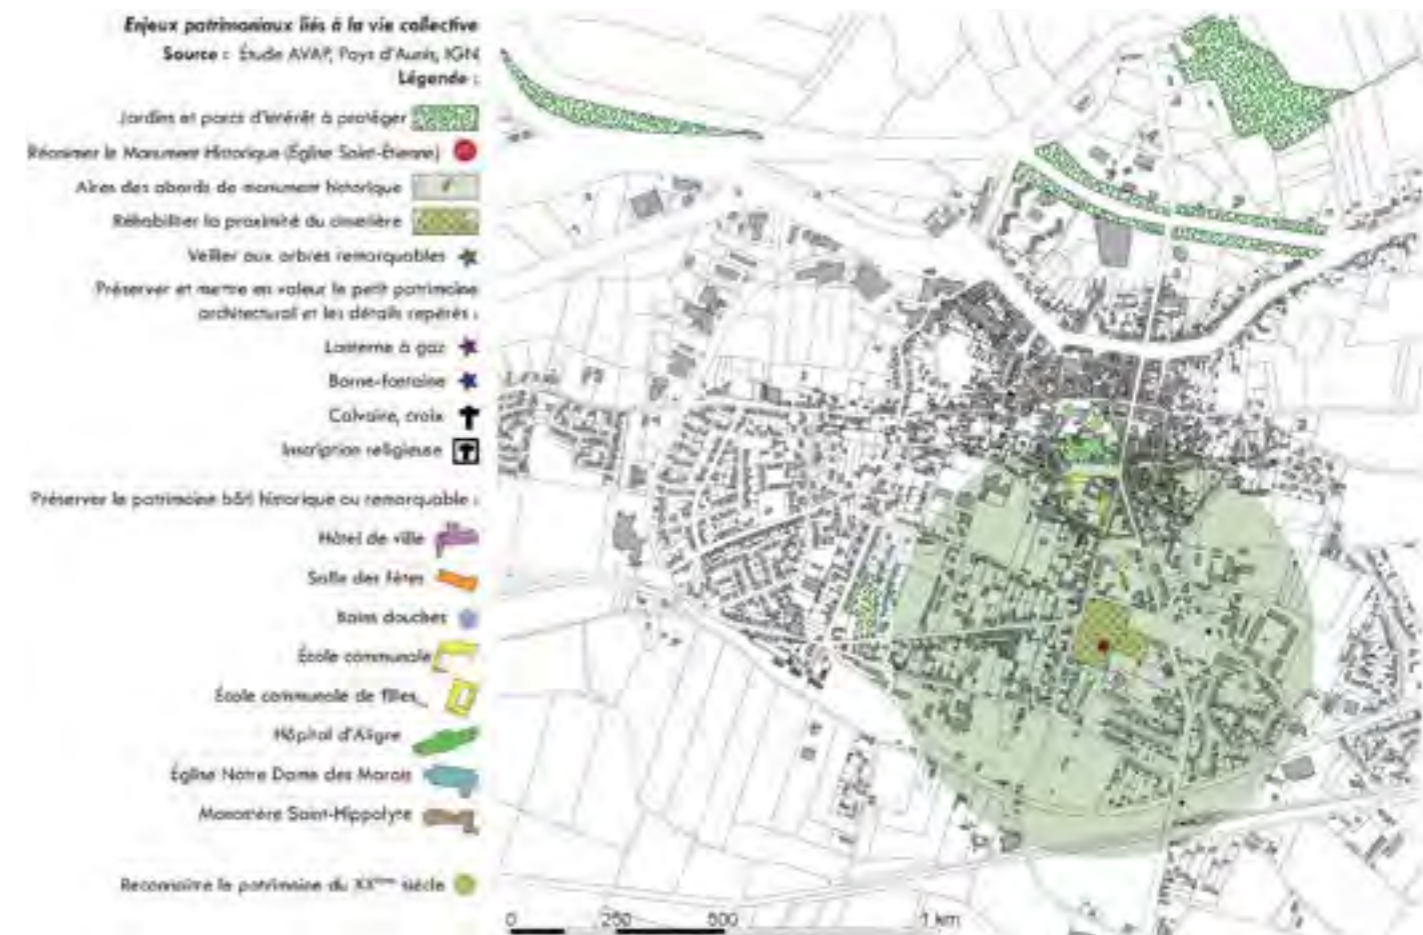 Enjeux patrimoniaux liés à la vie collective
Source : Étude AVAP, Pays d'Aunis, IGN
Légende :
Jardins et parcs d'intérêt à protéger
Réanimer le Monument Historique (Église Saint-Étienne)
Aires des abords de monument historique
Réhabiliter la proximité du cimetière
Veiller aux arbres remarquables
Préserver et mettre en valeur le petit patrimoine
architectural et les détails repérés :
Lanterne à gaz
Borne-fontaine
Calvaire, croix
Inscription religieuse
Préserver le patrimoine bâti historique ou remarquable :
Hôtel de ville
Salle des fêtes
Bains douches
École communale
École communale de filles
Hôpital d'Aligre
Église Notre Dame des Marais
Monastère Saint-Hippolyte
Reconnaitre le patrimoine du XXème siècle
0 250 500 1 km